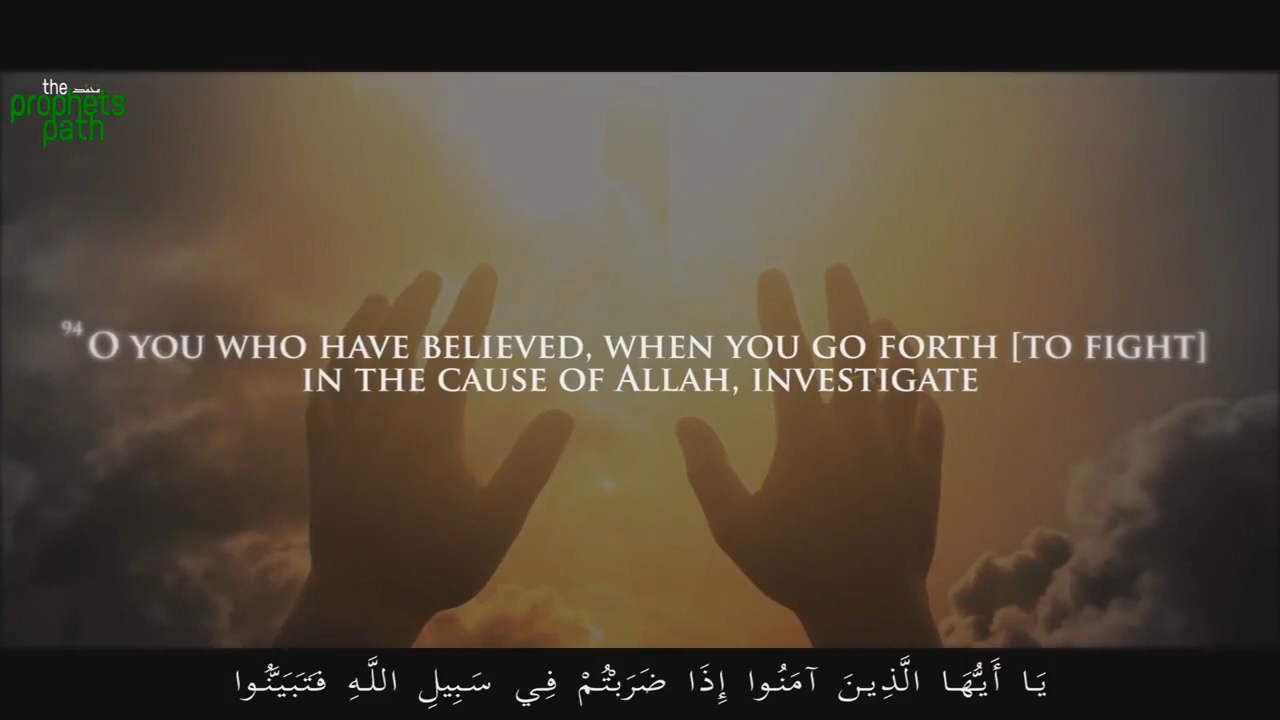 the محمد
prophets
path
94 O YOU WHO HAVE BELIEVED, WHEN YOU GO FORTH [TO FIGHT]
IN THE CAUSE OF ALLAH, INVESTIGATE
يَا أَيُّهَا الَّذِينَ آمَنُوا إِذَا ضَرَبْتُمْ فِي سَبِيلِ اللَّهِ فَتَبَيَّنُوا